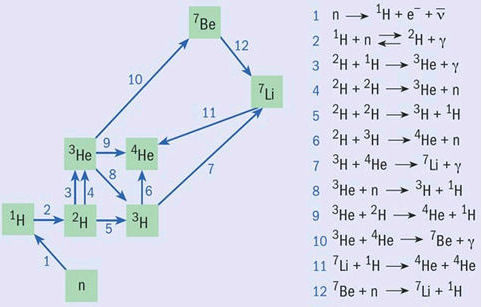 ⁷Be
12
10
⁷Li
11
³He
9
⁴He
8
7
3
4
6
¹H
2
²H
5
³H
1
n
1 n → ¹H + e⁻ + ν̅
2 ¹H + n ⇄ ²H + γ
3 ²H + ¹H → ³He + γ
4 ²H + ²H → ³He + n
5 ²H + ²H → ³H + ¹H
6 ²H + ³H → ⁴He + n
7 ³H + ⁴He → ⁷Li + γ
8 ³He + n → ³H + ¹H
9 ³He + ²H → ⁴He + ¹H
10 ³He + ⁴He → ⁷Be + γ
11 ⁷Li + ¹H → ⁴He + ⁴He
12 ⁷Be + n → ⁷Li + ¹H